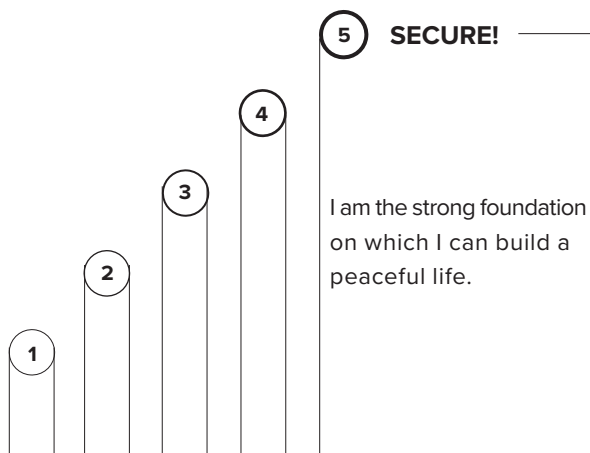 5 SECURE!
4
3
I am the strong foundation
on which I can build a
peaceful life.
2
1